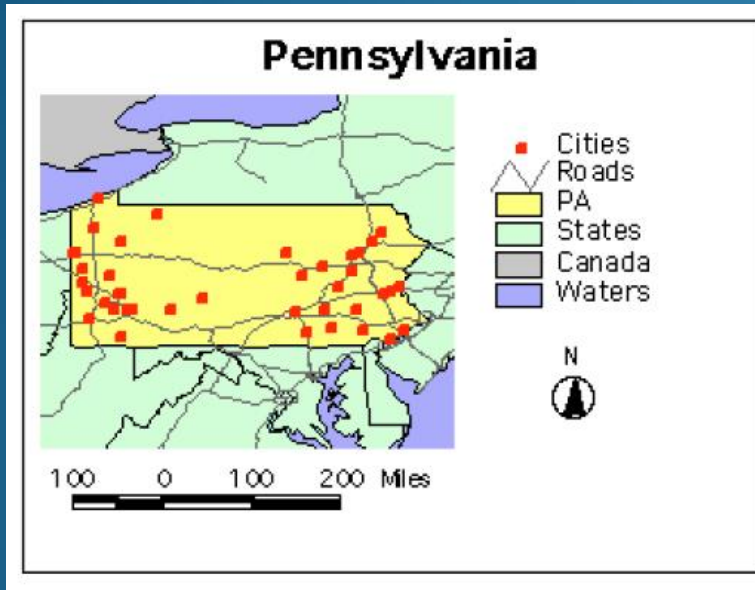 Pennsylvania
Cities
Roads
PA
States
Canada
Waters
N
100 0 100 200 Miles